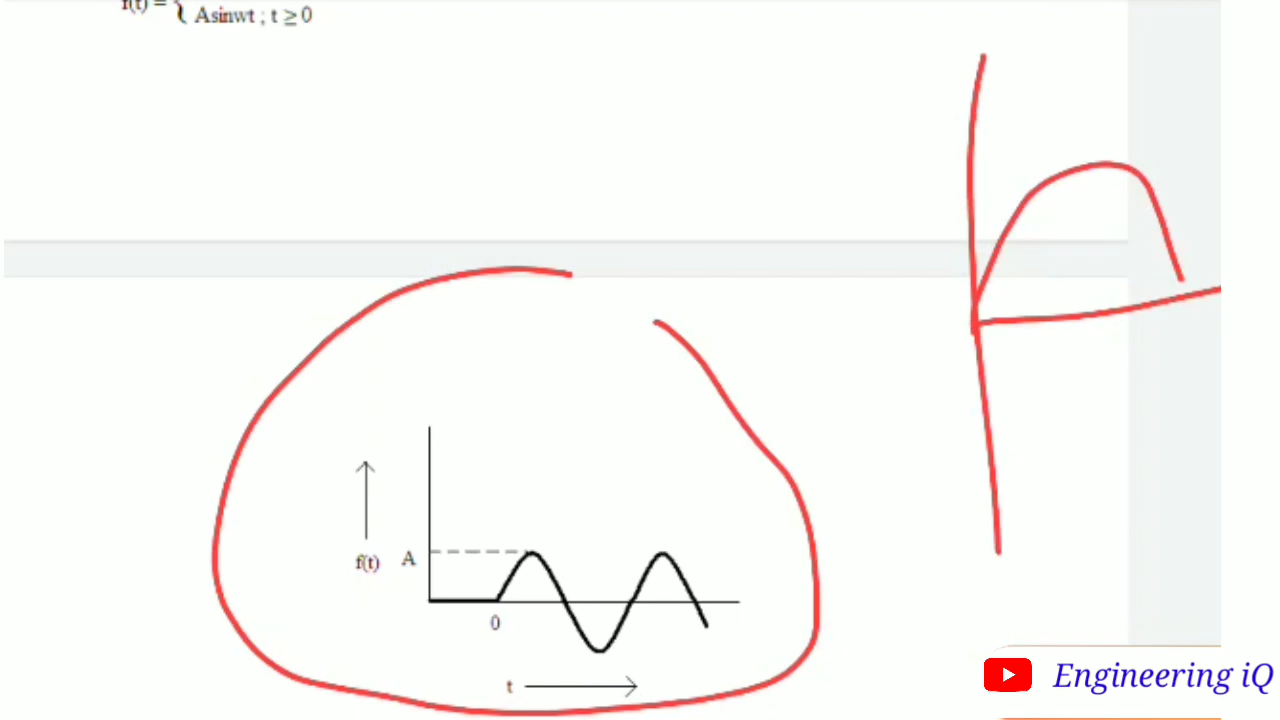 f(t) = { Asinwt ; t ≥ 0
f(t) A
0
t
Engineering iQ